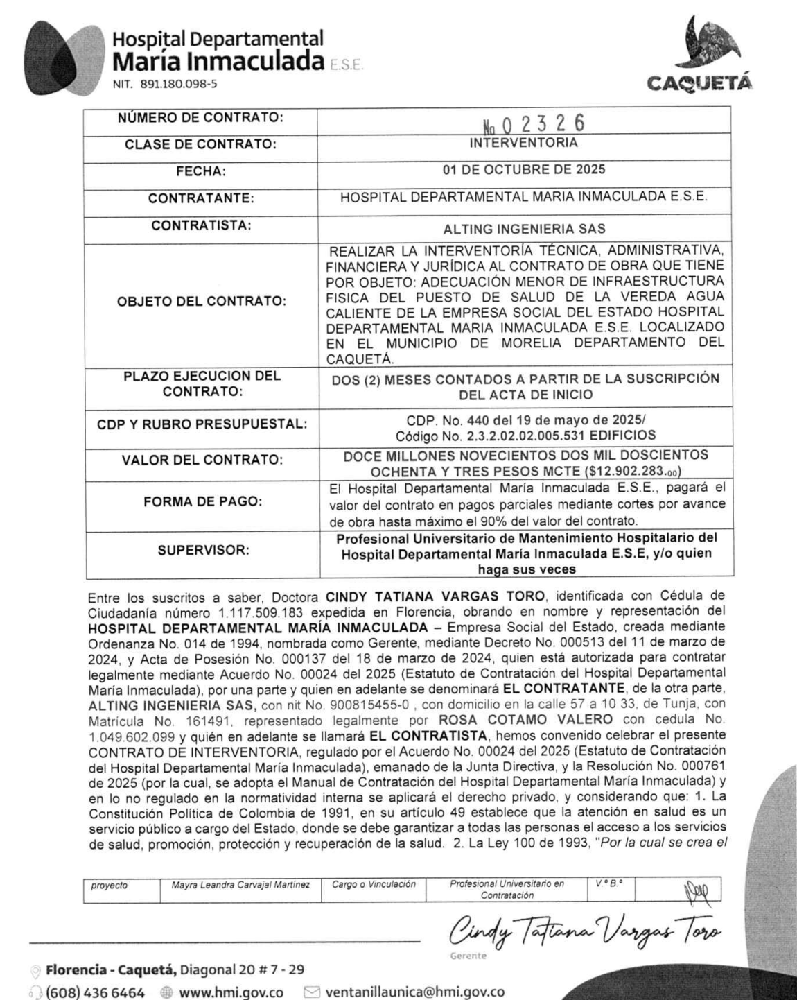 Hospital Departamental
María Inmaculada E.S.E.
NIT. 891.180.098-5
CAQUETÁ
NÚMERO DE CONTRATO:
No 02326
CLASE DE CONTRATO:
INTERVENTORIA
FECHA:
01 DE OCTUBRE DE 2025
CONTRATANTE:
HOSPITAL DEPARTAMENTAL MARIA INMACULADA E.S.E.
CONTRATISTA:
ALTING INGENIERIA SAS
OBJETO DEL CONTRATO:
REALIZAR LA INTERVENTORÍA TÉCNICA, ADMINISTRATIVA,
FINANCIERA Y JURÍDICA AL CONTRATO DE OBRA QUE TIENE
POR OBJETO: ADECUACIÓN MENOR DE INFRAESTRUCTURA
FISICA DEL PUESTO DE SALUD DE LA VEREDA AGUA
CALIENTE DE LA EMPRESA SOCIAL DEL ESTADO HOSPITAL
DEPARTAMENTAL MARIA INMACULADA E.S.E. LOCALIZADO
EN EL MUNICIPIO DE MORELIA DEPARTAMENTO DEL
CAQUETÁ.
PLAZO EJECUCION DEL
CONTRATO:
DOS (2) MESES CONTADOS A PARTIR DE LA SUSCRIPCIÓN
DEL ACTA DE INICIO
CDP Y RUBRO PRESUPUESTAL:
CDP. No. 440 del 19 de mayo de 2025/
Código No. 2.3.2.02.02.005.531 EDIFICIOS
VALOR DEL CONTRATO:
DOCE MILLONES NOVECIENTOS DOS MIL DOSCIENTOS
OCHENTA Y TRES PESOS MCTE ($12.902.283.00)
FORMA DE PAGO:
El Hospital Departamental María Inmaculada E.S.E., pagará el
valor del contrato en pagos parciales mediante cortes por avance
de obra hasta máximo el 90% del valor del contrato.
SUPERVISOR:
Profesional Universitario de Mantenimiento Hospitalario del
Hospital Departamental María Inmaculada E.S.E, y/o quien
haga sus veces
Entre los suscritos a saber, Doctora CINDY TATIANA VARGAS TORO, identificada con Cédula de
Ciudadanía número 1.117.509.183 expedida en Florencia, obrando en nombre y representación del
HOSPITAL DEPARTAMENTAL MARÍA INMACULADA – Empresa Social del Estado, creada mediante
Ordenanza No. 014 de 1994, nombrada como Gerente, mediante Decreto No. 000513 del 11 de marzo de
2024, y Acta de Posesión No. 000137 del 18 de marzo de 2024, quien está autorizada para contratar
legalmente mediante Acuerdo No. 00024 del 2025 (Estatuto de Contratación del Hospital Departamental
María Inmaculada), por una parte y quien en adelante se denominará EL CONTRATANTE, de la otra parte,
ALTING INGENIERIA SAS, con nit No. 900815455-0 , con domicilio en la calle 57 a 10 33, de Tunja, con
Matrícula No. 161491, representado legalmente por ROSA COTAMO VALERO con cedula No.
1.049.602.099 y quién en adelante se llamará EL CONTRATISTA, hemos convenido celebrar el presente
CONTRATO DE INTERVENTORIA, regulado por el Acuerdo No. 00024 del 2025 (Estatuto de Contratación
del Hospital Departamental María Inmaculada), emanado de la Junta Directiva, y la Resolución No. 000761
de 2025 (por la cual, se adopta el Manual de Contratación del Hospital Departamental María Inmaculada) y
en lo no regulado en la normatividad interna se aplicará el derecho privado, y considerando que: 1. La
Constitución Política de Colombia de 1991, en su artículo 49 establece que la atención en salud es un
servicio público a cargo del Estado, donde se debe garantizar a todas las personas el acceso a los servicios
de salud, promoción, protección y recuperación de la salud. 2. La Ley 100 de 1993, "Por la cual se crea el
proyecto
Mayra Leandra Carvajal Martínez
Cargo o Vinculación
Profesional Universitario en
Contratación
V.º B.º
Cindy Tatiana Vargas Toro
Gerente
Florencia - Caquetá, Diagonal 20 # 7 - 29
(608) 436 6464 www.hmi.gov.co ventanillaunica@hmi.gov.co